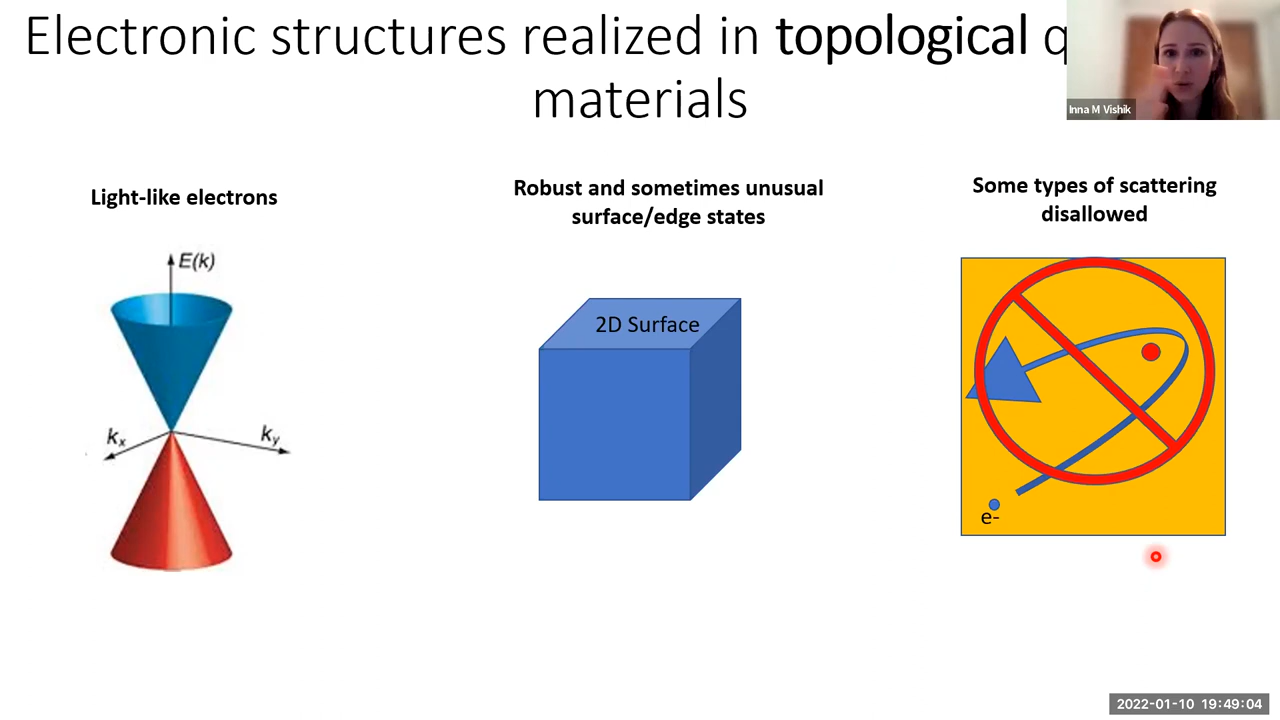 Electronic structures realized in topological q
materials
Inna M Vishik
Light-like electrons
Robust and sometimes unusual
surface/edge states
Some types of scattering
disallowed
E(k)
kx
ky
2D Surface
e-
2022-01-10 19:49:04